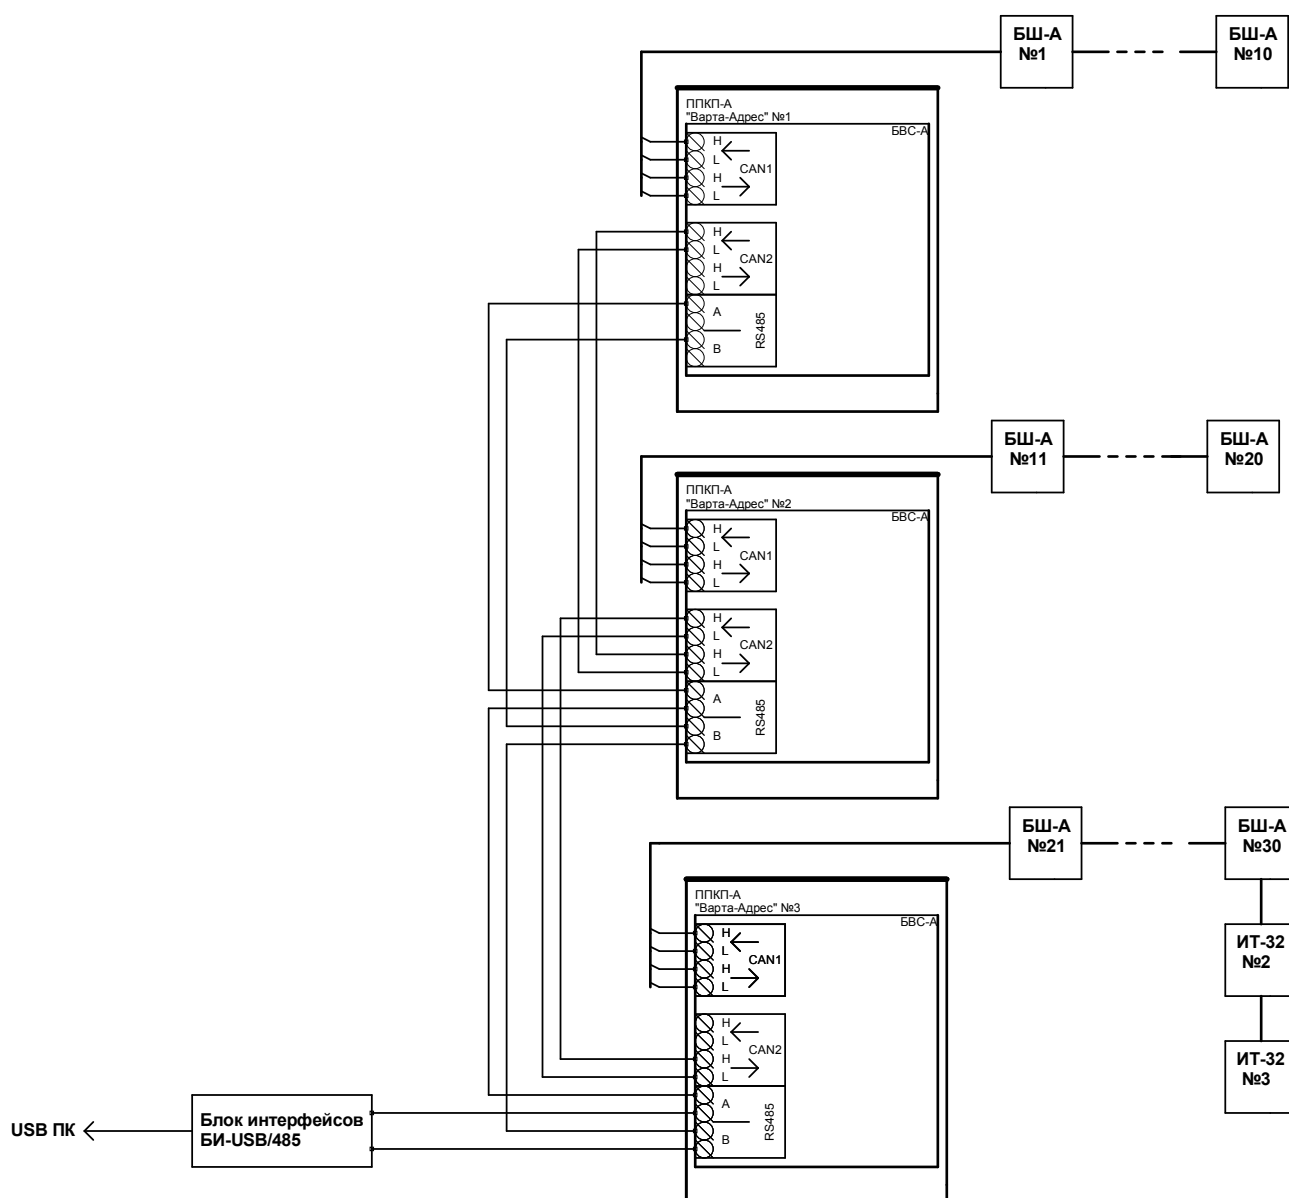 БШ-А
№1
БШ-А
№10
ППКП-А
"Варта-Адрес" №1
БВС-А
H
L
CAN1
H
L
H
L
CAN2
H
L
A
RS485
B
БШ-А
№11
БШ-А
№20
ППКП-А
"Варта-Адрес" №2
БВС-А
H
L
CAN1
H
L
H
L
CAN2
H
L
A
RS485
B
БШ-А
№21
БШ-А
№30
ППКП-А
"Варта-Адрес" №3
БВС-А
H
L
CAN1
H
L
ИТ-32
№2
H
L
CAN2
H
L
ИТ-32
№3
A
RS485
B
Блок интерфейсов
БИ-USB/485
USB ПК